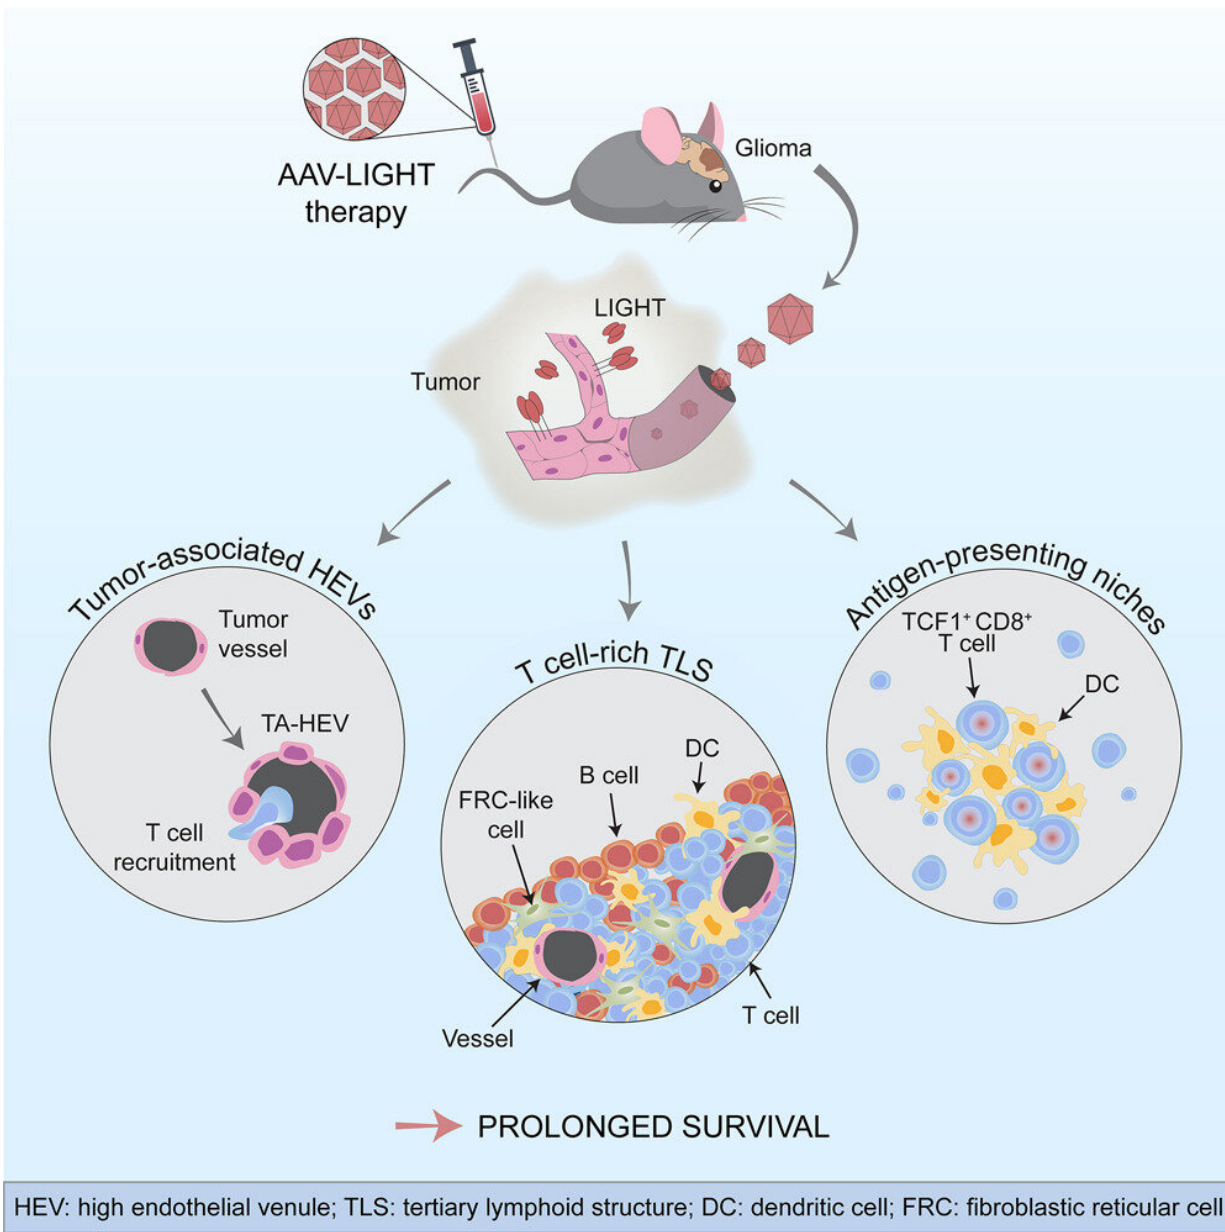 AAV-LIGHT
therapy
Glioma
LIGHT
Tumor
Tumor-associated HEVs
Tumor
vessel
TA-HEV
T cell
recruitment
T cell-rich TLS
DC
B cell
FRC-like
cell
Vessel
T cell
Antigen-presenting niches
TCF1⁺ CD8⁺
T cell
DC
PROLONGED SURVIVAL
HEV: high endothelial venule; TLS: tertiary lymphoid structure; DC: dendritic cell; FRC: fibroblastic reticular cell